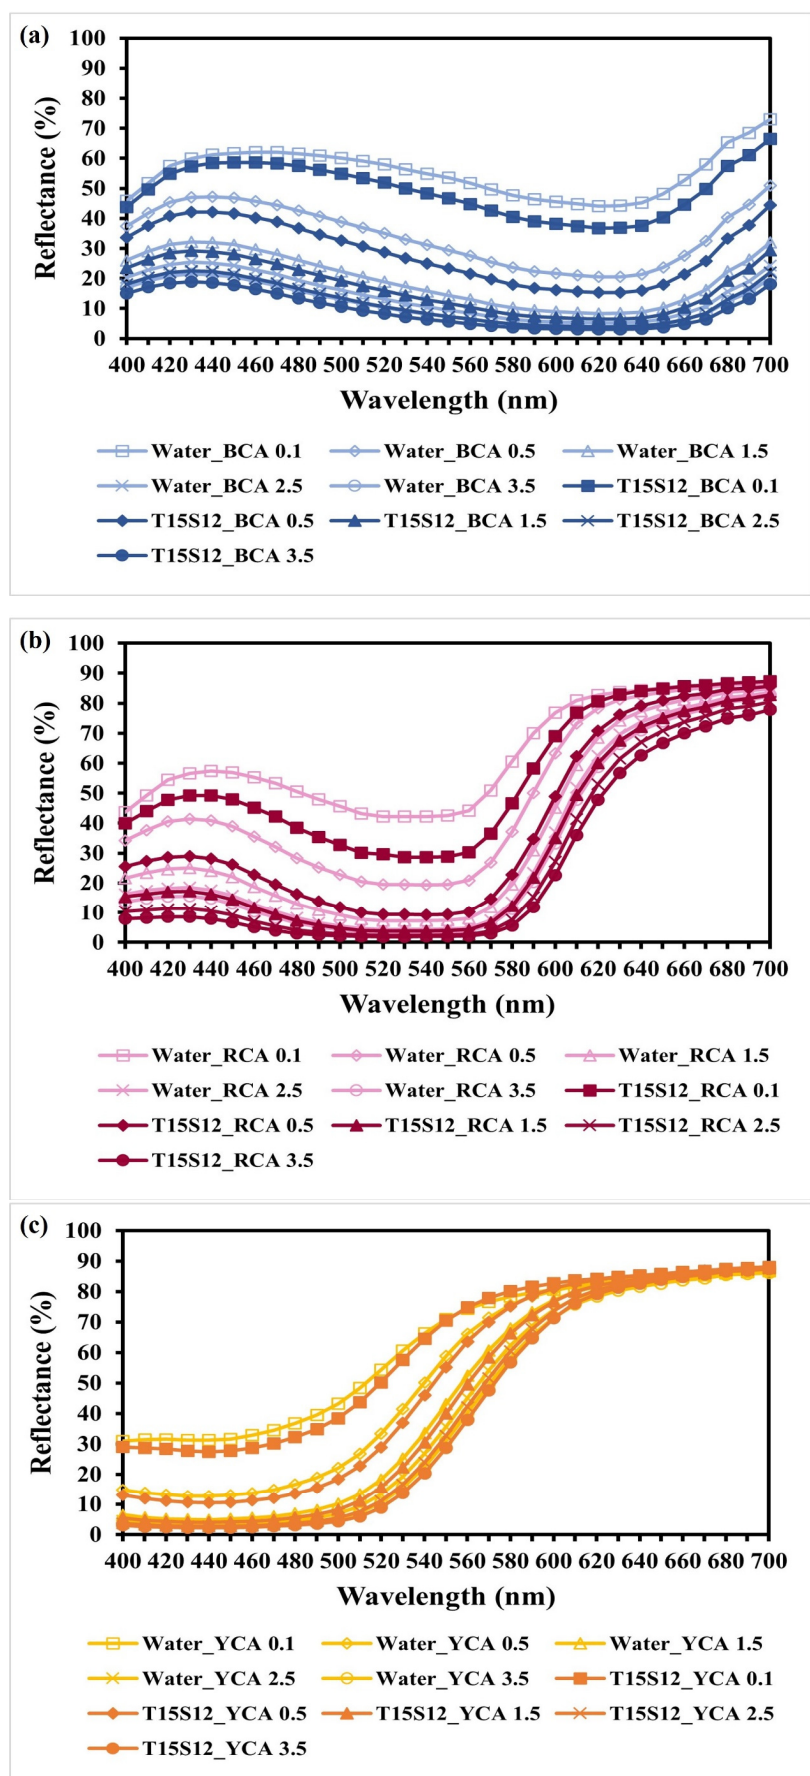 (a)
100
90
80
70
60
50
40
30
20
10
0
Reflectance (%)
400 420 440 460 480 500 520 540 560 580 600 620 640 660 680 700
Wavelength (nm)
Water_BCA 0.1 Water_BCA 0.5 Water_BCA 1.5
Water_BCA 2.5 Water_BCA 3.5 T15S12_BCA 0.1
T15S12_BCA 0.5 T15S12_BCA 1.5 T15S12_BCA 2.5
T15S12_BCA 3.5
(b)
100
90
80
70
60
50
40
30
20
10
0
Reflectance (%)
400 420 440 460 480 500 520 540 560 580 600 620 640 660 680 700
Wavelength (nm)
Water_RCA 0.1 Water_RCA 0.5 Water_RCA 1.5
Water_RCA 2.5 Water_RCA 3.5 T15S12_RCA 0.1
T15S12_RCA 0.5 T15S12_RCA 1.5 T15S12_RCA 2.5
T15S12_RCA 3.5
(c)
100
90
80
70
60
50
40
30
20
10
0
Reflectance (%)
400 420 440 460 480 500 520 540 560 580 600 620 640 660 680 700
Wavelength (nm)
Water_YCA 0.1 Water_YCA 0.5 Water_YCA 1.5
Water_YCA 2.5 Water_YCA 3.5 T15S12_YCA 0.1
T15S12_YCA 0.5 T15S12_YCA 1.5 T15S12_YCA 2.5
T15S12_YCA 3.5